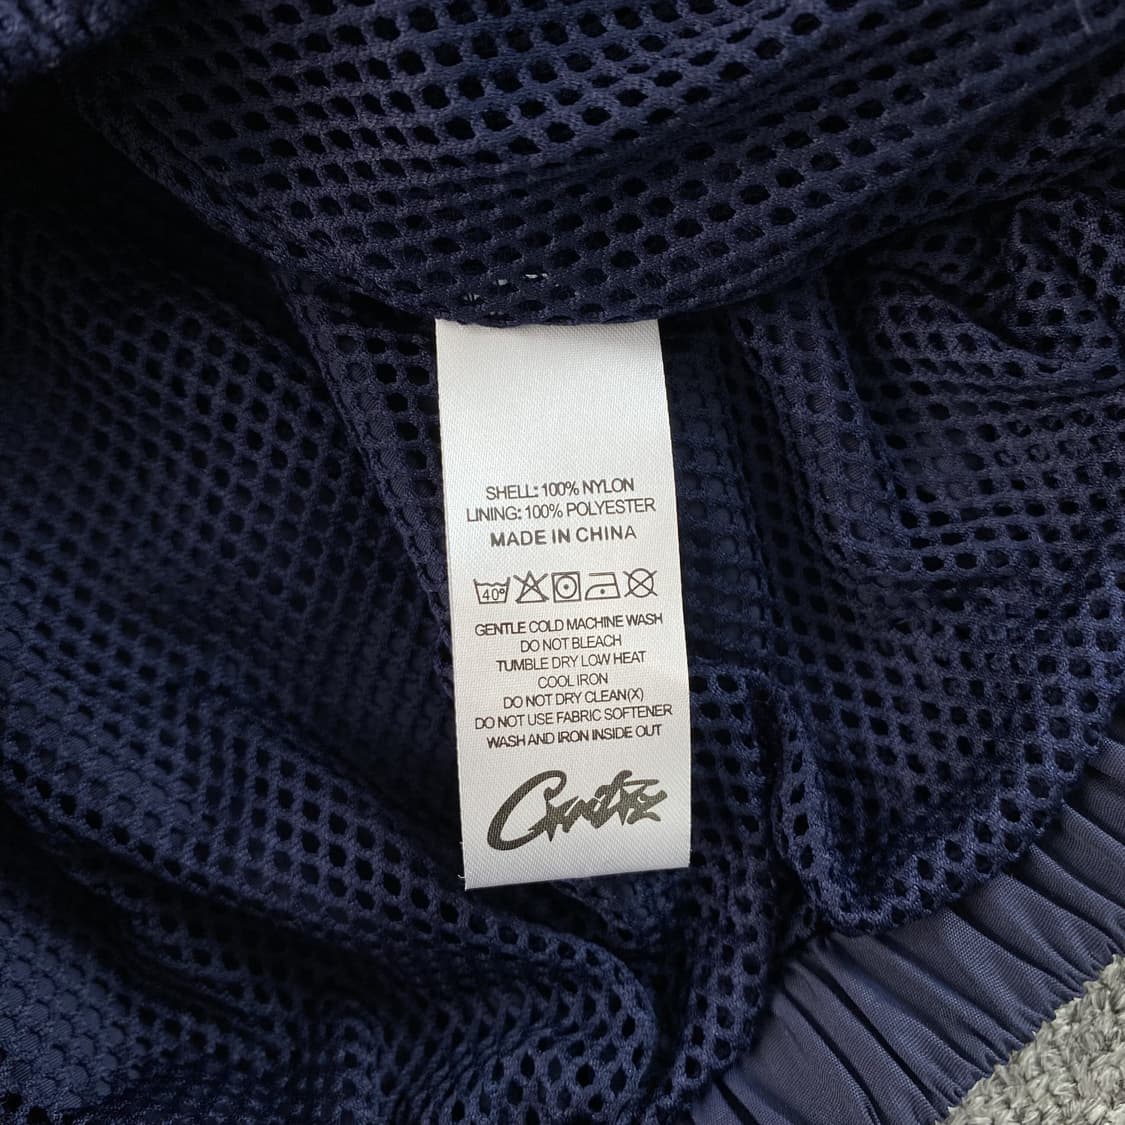 SHELL: 100% NYLON
LINING: 100% POLYESTER
MADE IN CHINA
40°
GENTLE COLD MACHINE WASH
DO NOT BLEACH
TUMBLE DRY LOW HEAT
COOL IRON
DO NOT DRY CLEAN(X)
DO NOT USE FABRIC SOFTENER
WASH AND IRON INSIDE OUT
Crtz